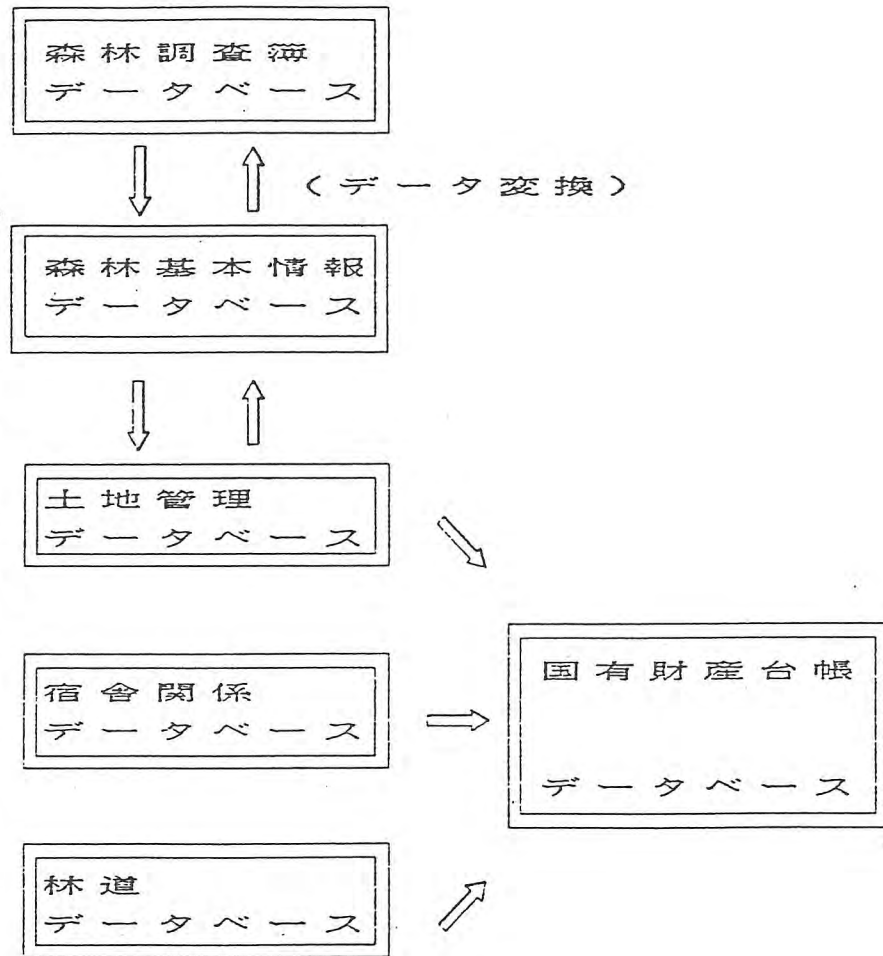 森林調査簿
データベース
(データ変換)
森林基本情報
データベース
土地管理
データベース
宿舎関係
データベース
国有財産台帳
データベース
林道
データベース